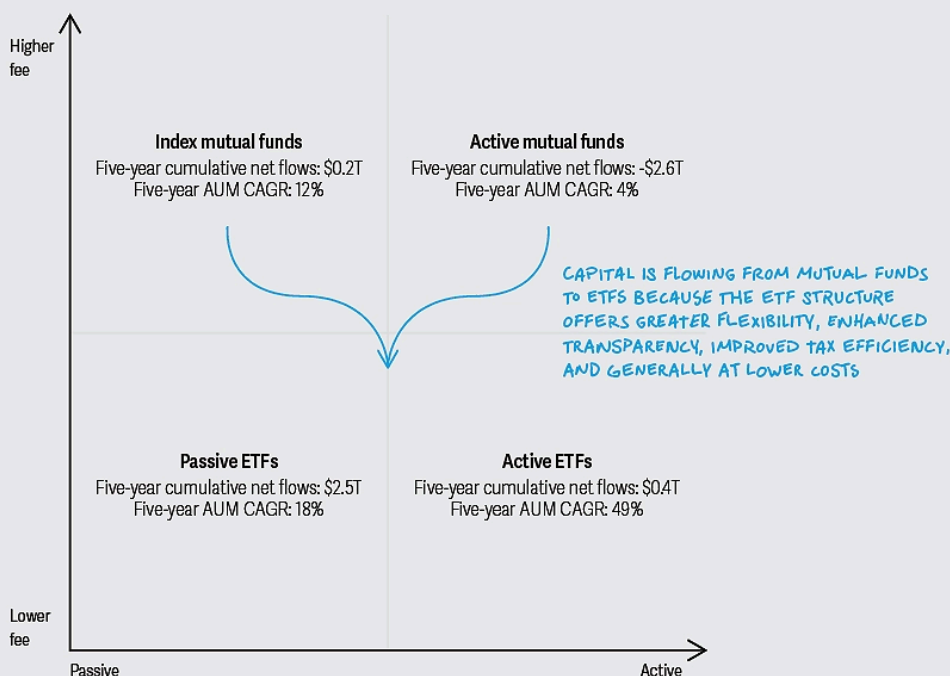 Higher
fee
Index mutual funds
Five-year cumulative net flows: $0.2T
Five-year AUM CAGR: 12%
Active mutual funds
Five-year cumulative net flows: -$2.6T
Five-year AUM CAGR: 4%
CAPITAL IS FLOWING FROM MUTUAL FUNDS
TO ETFS BECAUSE THE ETF STRUCTURE
OFFERS GREATER FLEXIBILITY, ENHANCED
TRANSPARENCY, IMPROVED TAX EFFICIENCY,
AND GENERALLY AT LOWER COSTS
Passive ETFs
Five-year cumulative net flows: $2.5T
Five-year AUM CAGR: 18%
Active ETFs
Five-year cumulative net flows: $0.4T
Five-year AUM CAGR: 49%
Lower
fee
Passive
Active